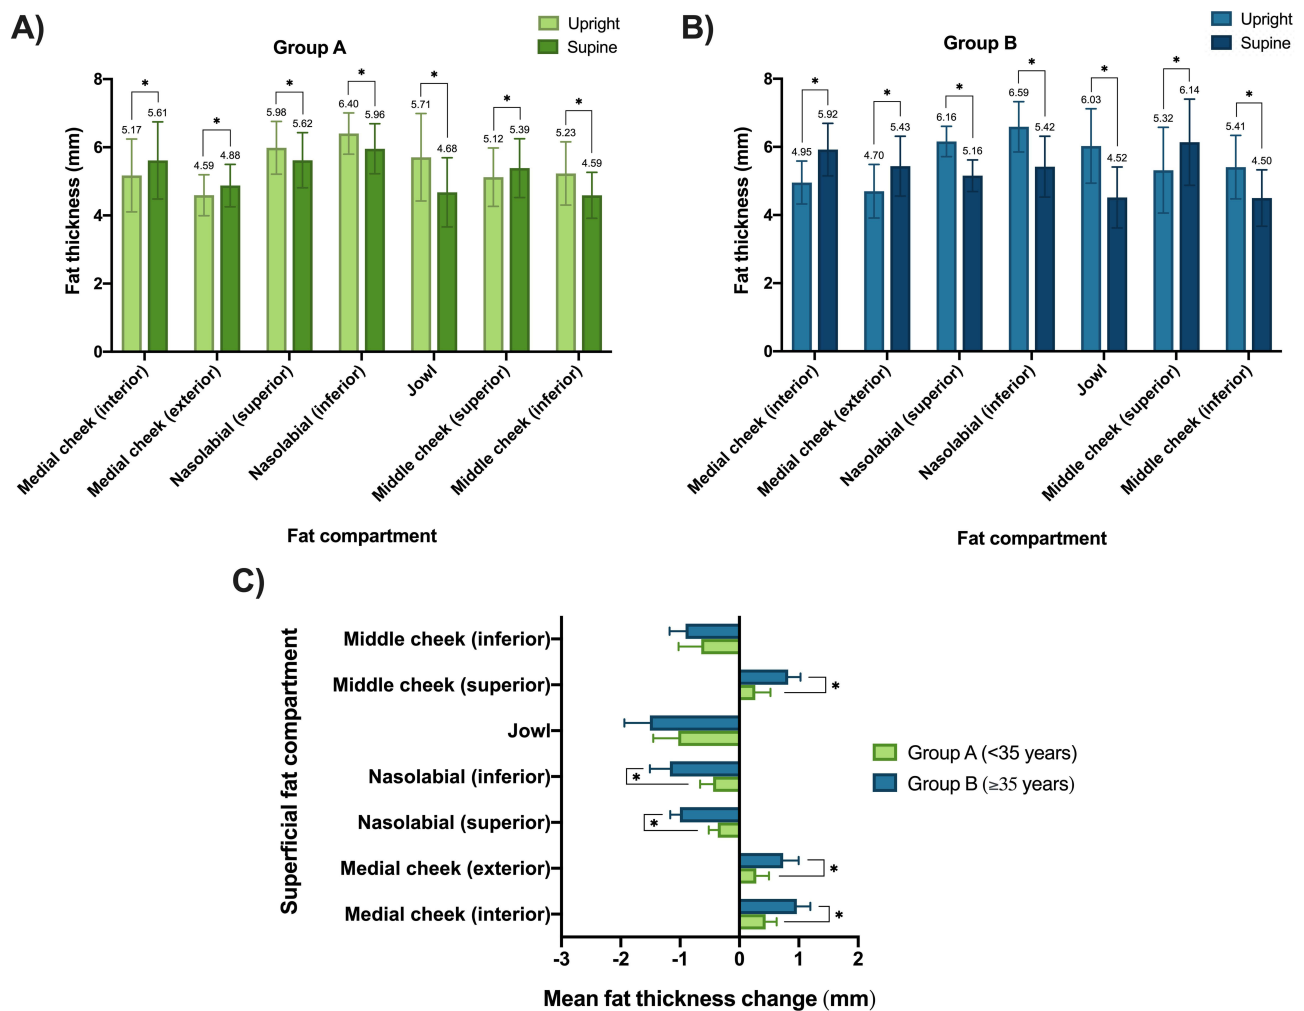 A)
Group A
Upright
Supine
Fat thickness (mm)
8
6
4
2
0
5.17
5.61
4.59
4.88
5.98
5.62
6.40
5.96
5.71
4.68
5.12
5.39
5.23
4.59
*
*
*
*
*
*
*
Medial cheek (interior)
Medial cheek (exterior)
Nasolabial (superior)
Nasolabial (inferior)
Jowl
Middle cheek (superior)
Middle cheek (inferior)
Fat compartment
B)
Group B
Upright
Supine
Fat thickness (mm)
8
6
4
2
0
4.95
5.92
4.70
5.43
6.16
5.16
6.59
5.42
6.03
4.52
5.32
6.14
5.41
4.50
*
*
*
*
*
*
*
Medial cheek (interior)
Medial cheek (exterior)
Nasolabial (superior)
Nasolabial (inferior)
Jowl
Middle cheek (superior)
Middle cheek (inferior)
Fat compartment
C)
Superficial fat compartment
Middle cheek (inferior)
Middle cheek (superior)
*
Jowl
Nasolabial (inferior)
*
Nasolabial (superior)
*
Medial cheek (exterior)
*
Medial cheek (interior)
*
-3 -2 -1 0 1 2
Mean fat thickness change (mm)
Group A (<35 years)
Group B (≥35 years)